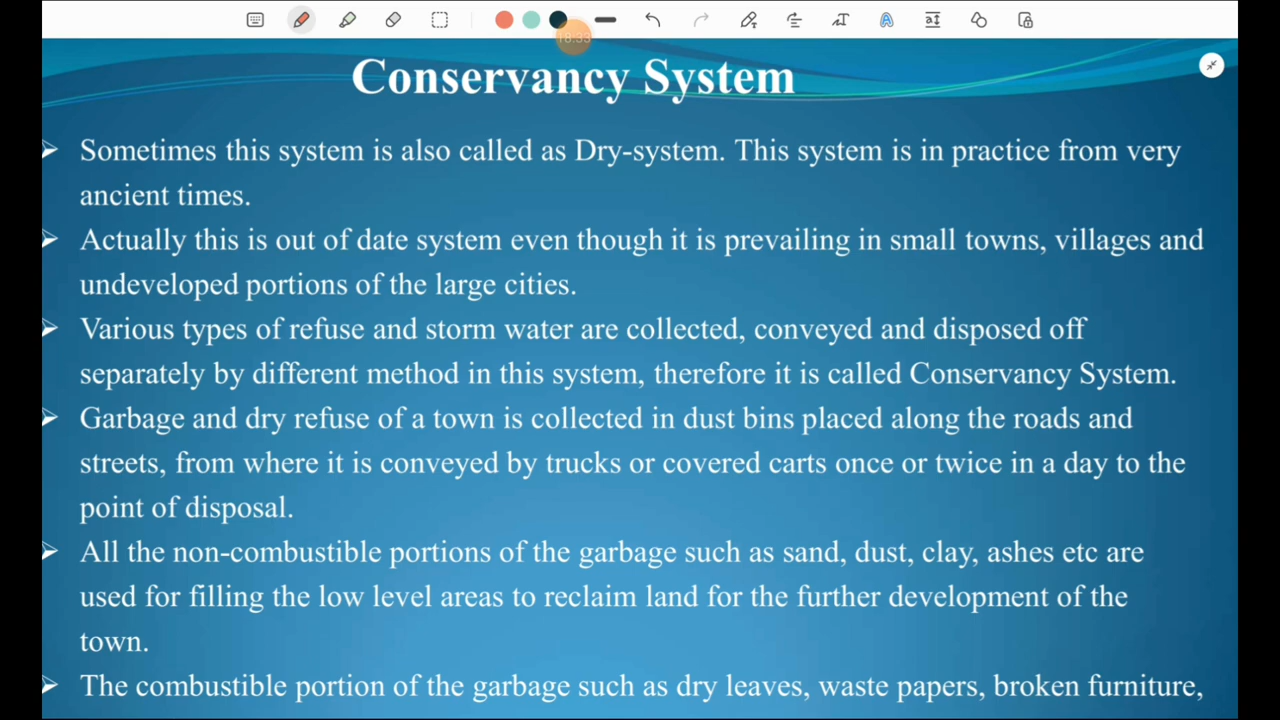 18:33
Conservancy System
➢ Sometimes this system is also called as Dry-system. This system is in practice from very
ancient times.
➢ Actually this is out of date system even though it is prevailing in small towns, villages and
undeveloped portions of the large cities.
➢ Various types of refuse and storm water are collected, conveyed and disposed off
separately by different method in this system, therefore it is called Conservancy System.
➢ Garbage and dry refuse of a town is collected in dust bins placed along the roads and
streets, from where it is conveyed by trucks or covered carts once or twice in a day to the
point of disposal.
➢ All the non-combustible portions of the garbage such as sand, dust, clay, ashes etc are
used for filling the low level areas to reclaim land for the further development of the
town.
➢ The combustible portion of the garbage such as dry leaves, waste papers, broken furniture,